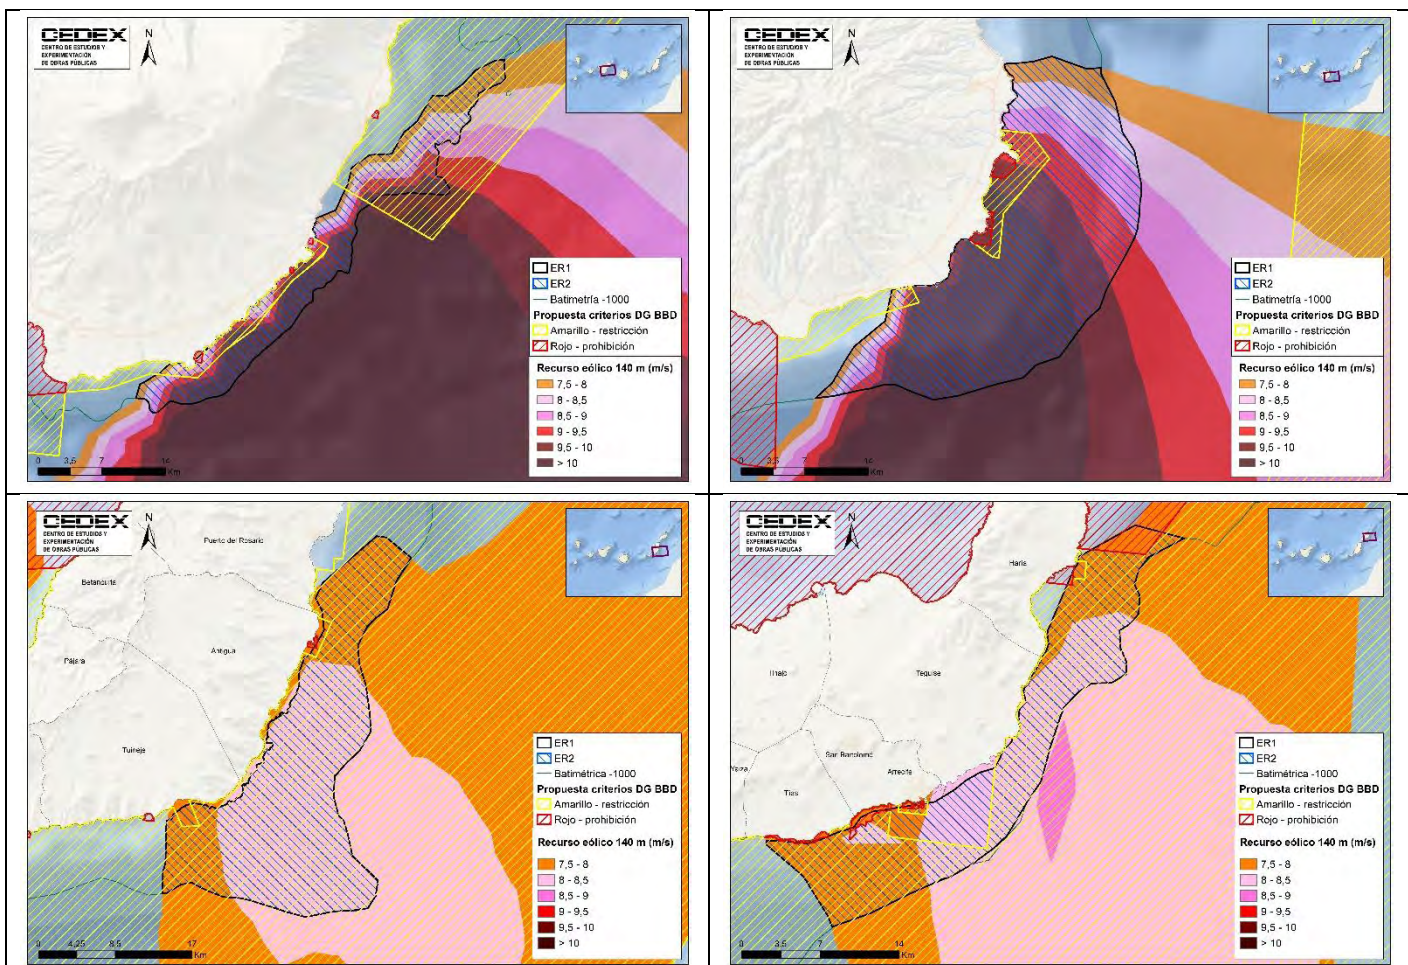 CEDEX
CENTRO DE ESTUDIOS Y
EXPERIMENTACIÓN
DE OBRAS PÚBLICAS
N
ER1
ER2
Batimetría -1000
Propuesta criterios DG BBD
Amarillo - restricción
Rojo - prohibición
Recurso eólico 140 m (m/s)
7,5 - 8
8 - 8,5
8,5 - 9
9 - 9,5
9,5 - 10
> 10
0 3,5 7 14
Km
CEDEX
CENTRO DE ESTUDIOS Y
EXPERIMENTACIÓN
DE OBRAS PÚBLICAS
N
ER1
ER2
Batimetría -1000
Propuesta criterios DG BBD
Amarillo - restricción
Rojo - prohibición
Recurso eólico 140 m (m/s)
7,5 - 8
8 - 8,5
8,5 - 9
9 - 9,5
9,5 - 10
> 10
0 3,5 7 14
Km
CEDEX
CENTRO DE ESTUDIOS Y
EXPERIMENTACIÓN
DE OBRAS PÚBLICAS
N
Puerto del Rosario
Betancuria
Antigua
Pájara
Tuineje
ER1
ER2
Batimétrica -1000
Propuesta criterios DG BBD
Amarillo - restricción
Rojo - prohibición
Recurso eólico 140 m (m/s)
7,5 - 8
8 - 8,5
8,5 - 9
9 - 9,5
9,5 - 10
> 10
0 4,25 8,5 17
Km
CEDEX
CENTRO DE ESTUDIOS Y
EXPERIMENTACIÓN
DE OBRAS PÚBLICAS
N
Haría
Teguise
San Bartolomé
Arrecife
Tías
ER1
ER2
Batimétrica -1000
Propuesta criterios DG BBD
Amarillo - restricción
Rojo - prohibición
Recurso eólico 140 m (m/s)
7,5 - 8
8 - 8,5
8,5 - 9
9 - 9,5
9,5 - 10
> 10
0 3,5 7 14
Km